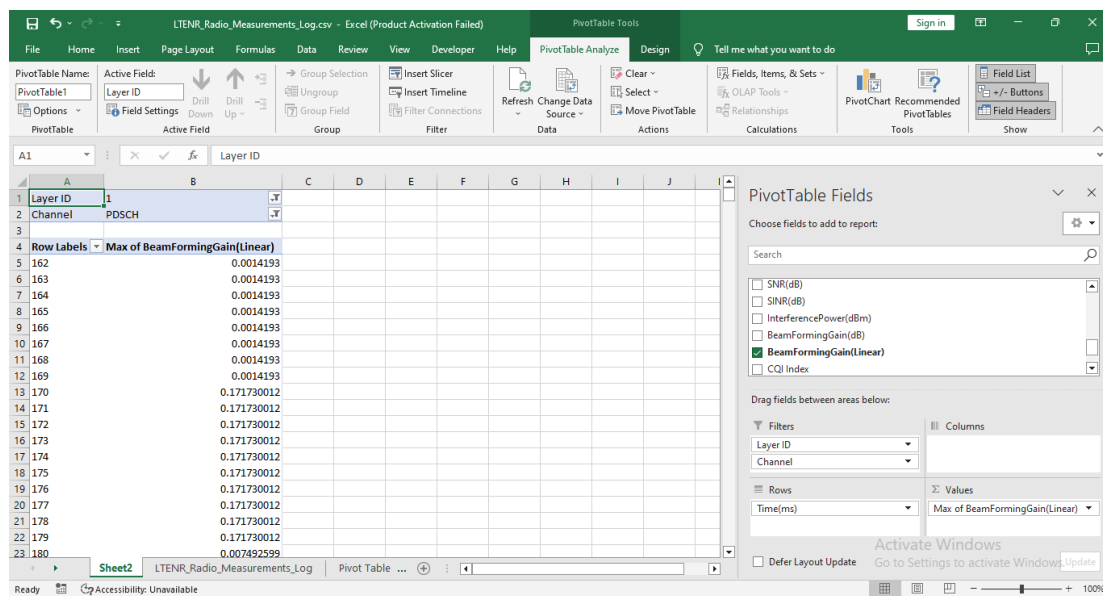 LTENR_Radio_Measurements_Log.csv - Excel (Product Activation Failed)
PivotTable Tools
Sign in
File Home Insert Page Layout Formulas Data Review View Developer Help PivotTable Analyze Design Tell me what you want to do
PivotTable Name:
PivotTable1
Options
PivotTable
Active Field:
Layer ID
Field Settings
Drill Down
Drill Up
Active Field
Group Selection
Ungroup
Group Field
Group
Insert Slicer
Insert Timeline
Filter Connections
Filter
Refresh
Change Data Source
Data
Clear
Select
Move PivotTable
Actions
Fields, Items, & Sets
OLAP Tools
Relationships
Calculations
PivotChart
Recommended PivotTables
Tools
Field List
+/- Buttons
Field Headers
Show
A1 fx Layer ID
A B C D E F G H I J
1 Layer ID 1
2 Channel PDSCH
3
4 Row Labels Max of BeamFormingGain(Linear)
5 162 0.0014193
6 163 0.0014193
7 164 0.0014193
8 165 0.0014193
9 166 0.0014193
10 167 0.0014193
11 168 0.0014193
12 169 0.0014193
13 170 0.171730012
14 171 0.171730012
15 172 0.171730012
16 173 0.171730012
17 174 0.171730012
18 175 0.171730012
19 176 0.171730012
20 177 0.171730012
21 178 0.171730012
22 179 0.171730012
23 180 0.007492599
PivotTable Fields
Choose fields to add to report:
Search
SNR(dB)
SINR(dB)
InterferencePower(dBm)
BeamFormingGain(dB)
BeamFormingGain(Linear)
CQI Index
Drag fields between areas below:
Filters
Layer ID
Channel
Columns
Rows
Time(ms)
Values
Max of BeamFormingGain(Linear)
Defer Layout Update
Update
Activate Windows
Go to Settings to activate Windows.
Sheet2 LTENR_Radio_Measurements_Log Pivot Table ...
Ready Accessibility: Unavailable 100%